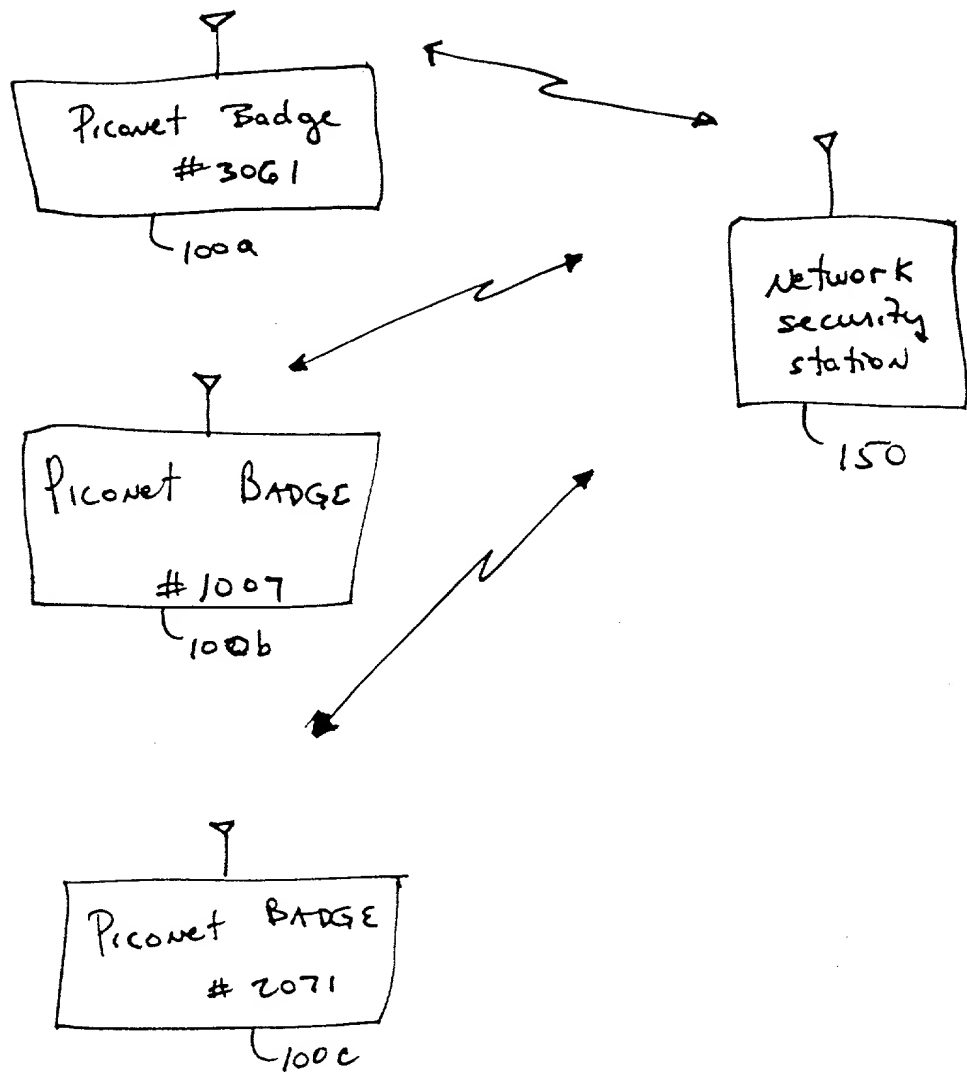 Piconet Badge
#3061
100a
Network
security
station
150
Piconet BADGE
#1007
100b
Piconet BADGE
# 2071
100c